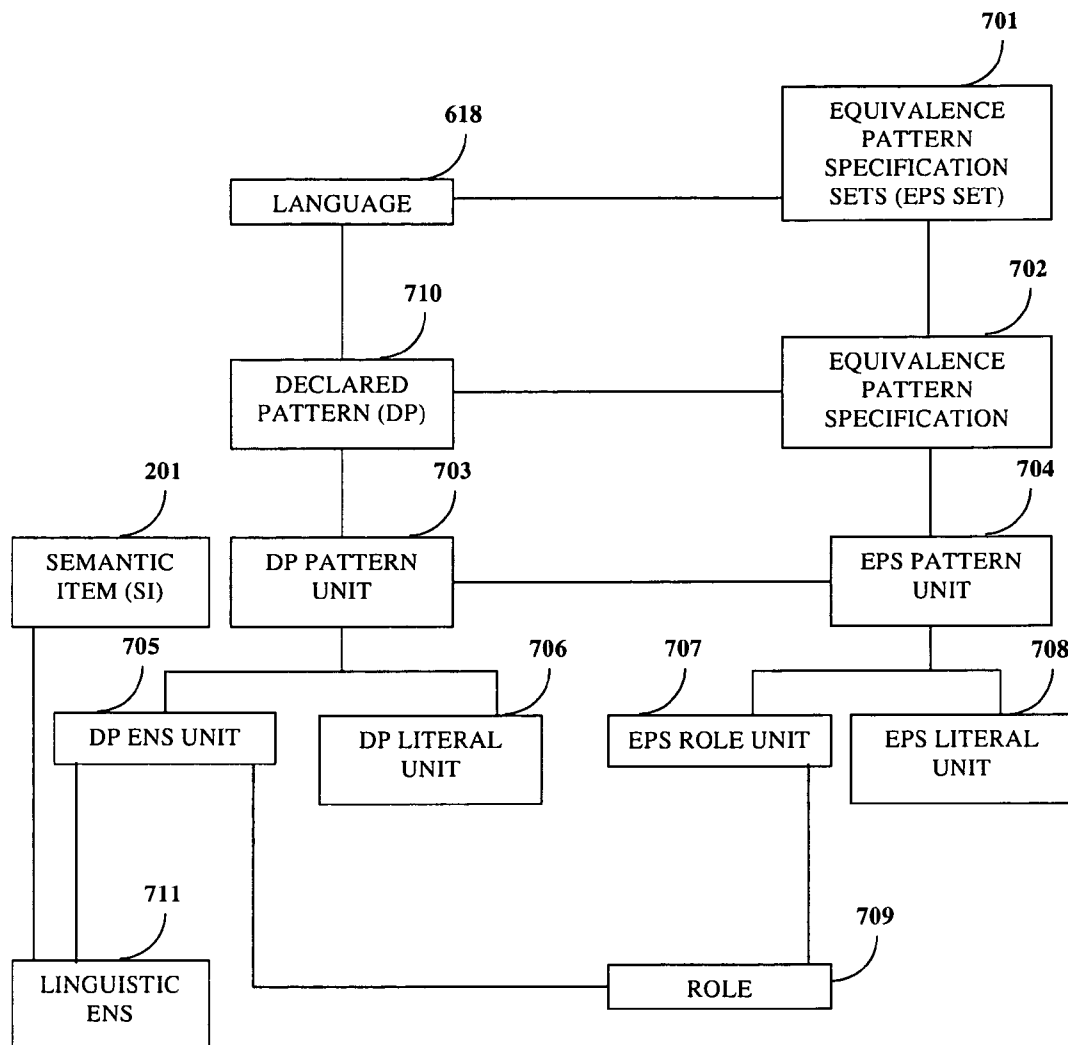 701
EQUIVALENCE
PATTERN
SPECIFICATION
SETS (EPS SET)
618
LANGUAGE
702
EQUIVALENCE
PATTERN
SPECIFICATION
710
DECLARED
PATTERN (DP)
201
SEMANTIC
ITEM (SI)
703
DP PATTERN
UNIT
704
EPS PATTERN
UNIT
705
DP ENS UNIT
706
DP LITERAL
UNIT
707
EPS ROLE UNIT
708
EPS LITERAL
UNIT
711
LINGUISTIC
ENS
709
ROLE